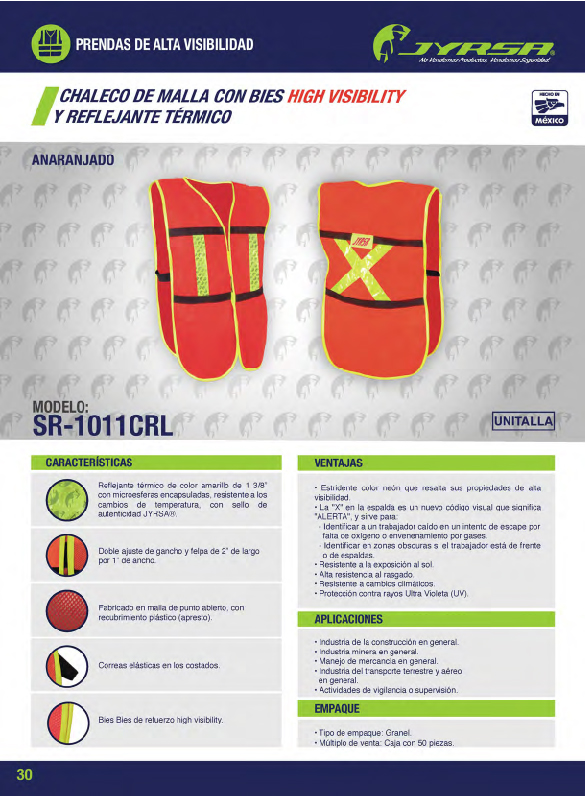 PRENDAS DE ALTA VISIBILIDAD
JYRSA®
Air Vendemos Productos, Vendemos Seguridad
CHALECO DE MALLA CON BIES HIGH VISIBILITY
Y REFLEJANTE TÉRMICO
HECHO EN
MÉXICO
ANARANJADO
JYRSA
MODELO:
SR-1011CRL
UNITALLA
CARACTERÍSTICAS
Reflejante térmico de color amarillo de 1 3/8"
con microesferas encapsuladas, resistente a los
cambios de temperatura, con sello de
autenticidad JYRSA®.
Doble ajuste de gancho y felpa de 2" de largo
por 1" de ancho.
Fabricado en malla de punto abierto, con
recubrimiento plástico (apresto).
Correas elásticas en los costados.
Bies Bies de refuerzo high visibility.
VENTAJAS
• Estridente color neón que resalta sus propiedades de alta
visibilidad.
• La "X" en la espalda es un nuevo código visual que significa
"ALERTA", y sirve para:
- Identificar a un trabajador caído en un intento de escape por
falta de oxígeno o envenenamiento por gases.
- Identificar en zonas obscuras si el trabajador está de frente
o de espaldas.
• Resistente a la exposición al sol.
• Alta resistencia al rasgado.
• Resistente a cambios climáticos.
• Protección contra rayos Ultra Violeta (UV).
APLICACIONES
• Industria de la construcción en general.
• Industria minera en general.
• Manejo de mercancía en general.
• Industria del transporte terrestre y aéreo
en general.
• Actividades de vigilancia o supervisión.
EMPAQUE
• Tipo de empaque: Granel.
• Múltiplo de venta: Caja con 50 piezas.
30